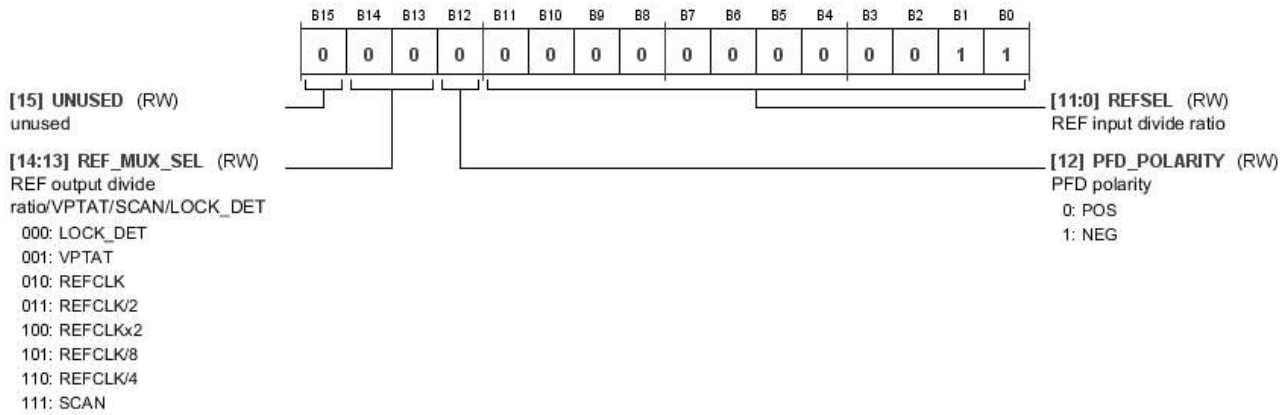 B15 B14 B13 B12 B11 B10 B9 B8 B7 B6 B5 B4 B3 B2 B1 B0
0 0 0 0 0 0 0 0 0 0 0 0 0 0 1 1
[15] UNUSED (RW)
unused
[14:13] REF_MUX_SEL (RW)
REF output divide
ratio/VPTAT/SCAN/LOCK_DET
000: LOCK_DET
001: VPTAT
010: REFCLK
011: REFCLK/2
100: REFCLKx2
101: REFCLK/8
110: REFCLK/4
111: SCAN
[11:0] REFSEL (RW)
REF input divide ratio
[12] PFD_POLARITY (RW)
PFD polarity
0: POS
1: NEG